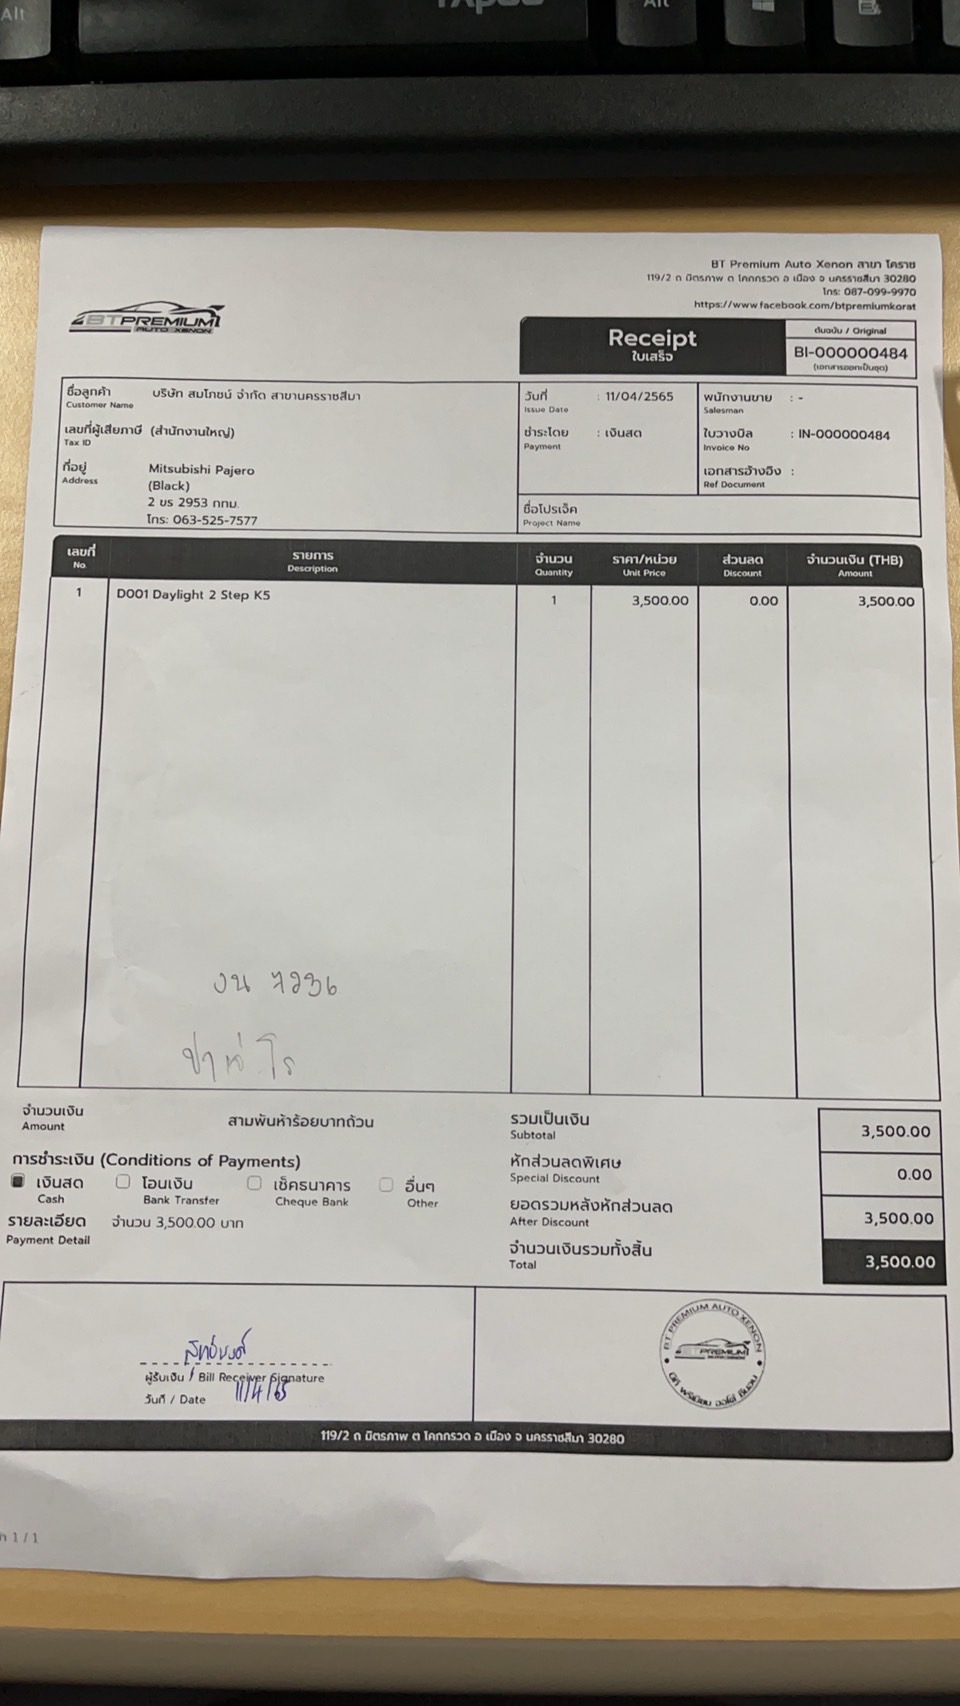 Alt
Alt
BT Premium Auto Xenon สาขา โคราช
119/2 ถ มิตรภาพ ต โคกกรวด อ เมือง จ นครราชสีมา 30280
โทร: 087-099-9970
https://www.facebook.com/btpremiumkorat
BTPREMIUM
AUTO XENON
Receipt
ใบเสร็จ
ต้นฉบับ / Original
BI-000000484
(เอกสารออกเป็นชุด)
ชื่อลูกค้า บริษัท สมโภชน์ จำกัด สาขานครราชสีมา
Customer Name
เลขที่ผู้เสียภาษี (สำนักงานใหญ่)
Tax ID
ที่อยู่ Mitsubishi Pajero
Address
(Black)
2 ขร 2953 กทม.
โทร: 063-525-7577
วันที่ : 11/04/2565
Issue Date
ชำระโดย : เงินสด
Payment
พนักงานขาย : -
Salesman
ใบวางบิล : IN-000000484
Invoice No
เอกสารอ้างอิง :
Ref Document
ชื่อโปรเจ็ค
Project Name
เลขที่ รายการ จำนวน ราคา/หน่วย ส่วนลด จำนวนเงิน (THB)
No. Description Quantity Unit Price Discount Amount
1 D001 Daylight 2 Step K5 1 3,500.00 0.00 3,500.00
งน 7236
ปาเจโร
จำนวนเงิน สามพันห้าร้อยบาทถ้วน
Amount
การชำระเงิน (Conditions of Payments)
เงินสด โอนเงิน เช็คธนาคาร อื่นๆ
Cash Bank Transfer Cheque Bank Other
รายละเอียด จำนวน 3,500.00 บาท
Payment Detail
รวมเป็นเงิน 3,500.00
Subtotal
หักส่วนลดพิเศษ 0.00
Special Discount
ยอดรวมหลังหักส่วนลด 3,500.00
After Discount
จำนวนเงินรวมทั้งสิ้น 3,500.00
Total
ผู้รับเงิน / Bill Receiver Signature
วันที่ / Date 11/4/65
BT PREMIUM AUTO XENON
BTPREMIUM
บีที พรีเมียม ออโต้ ซีนอน
119/2 ถ มิตรภาพ ต โคกกรวด อ เมือง จ นครราชสีมา 30280
1 / 1